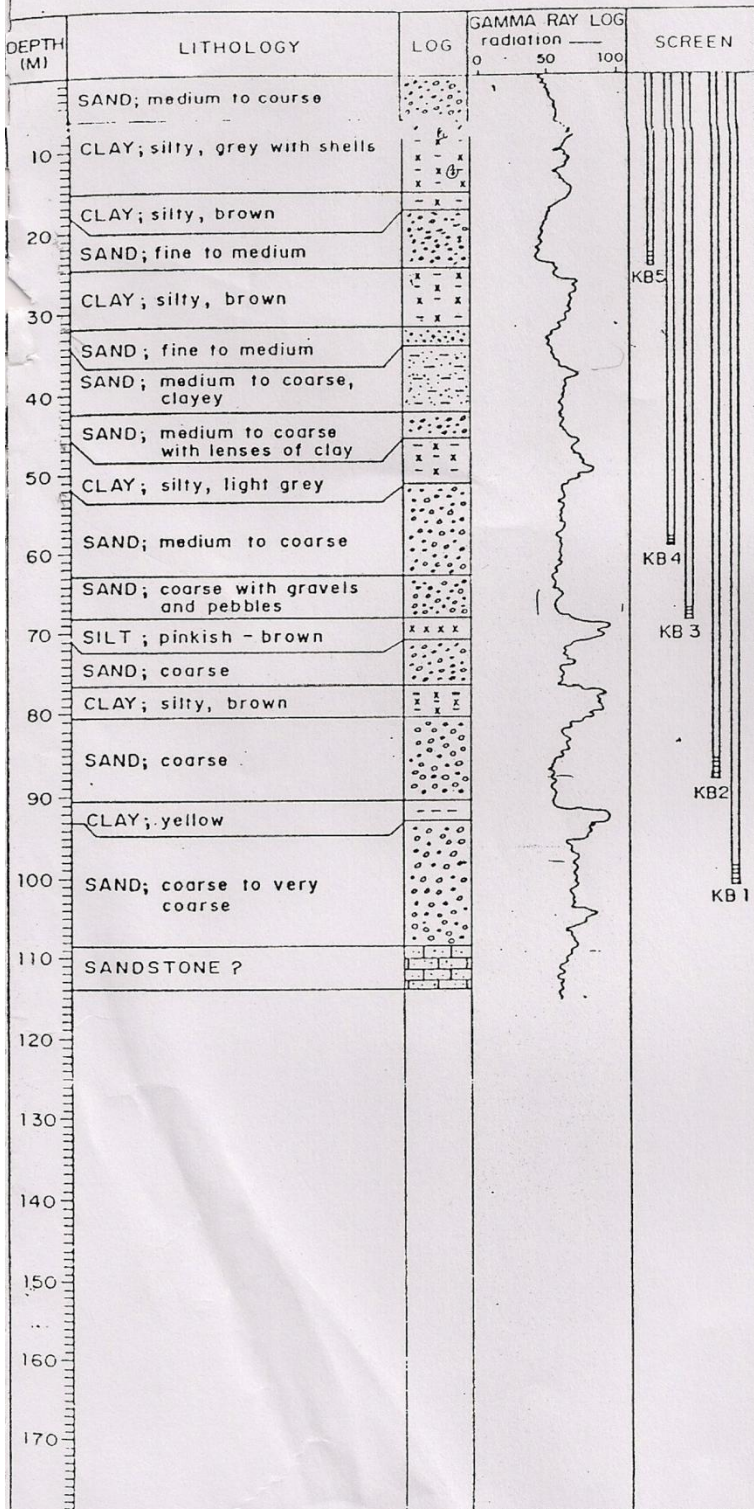 GAMMA RAY LOG
DEPTH
(M)
LITHOLOGY
LOG
radiation
SCREEN
0 50 100
SAND; medium to course
10
CLAY; silty, grey with shells
CLAY; silty, brown
20
SAND; fine to medium
KB5
CLAY; silty, brown
30
SAND; fine to medium
SAND; medium to coarse,
clayey
40
SAND; medium to coarse
with lenses of clay
50
CLAY; silty, light grey
SAND; medium to coarse
60
KB4
SAND; coarse with gravels
and pebbles
70
SILT; pinkish - brown
KB3
SAND; coarse
CLAY; silty, brown
80
SAND; coarse
90
KB2
CLAY; yellow
100
SAND; coarse to very
coarse
KB1
110
SANDSTONE ?
120
130
140
150
160
170